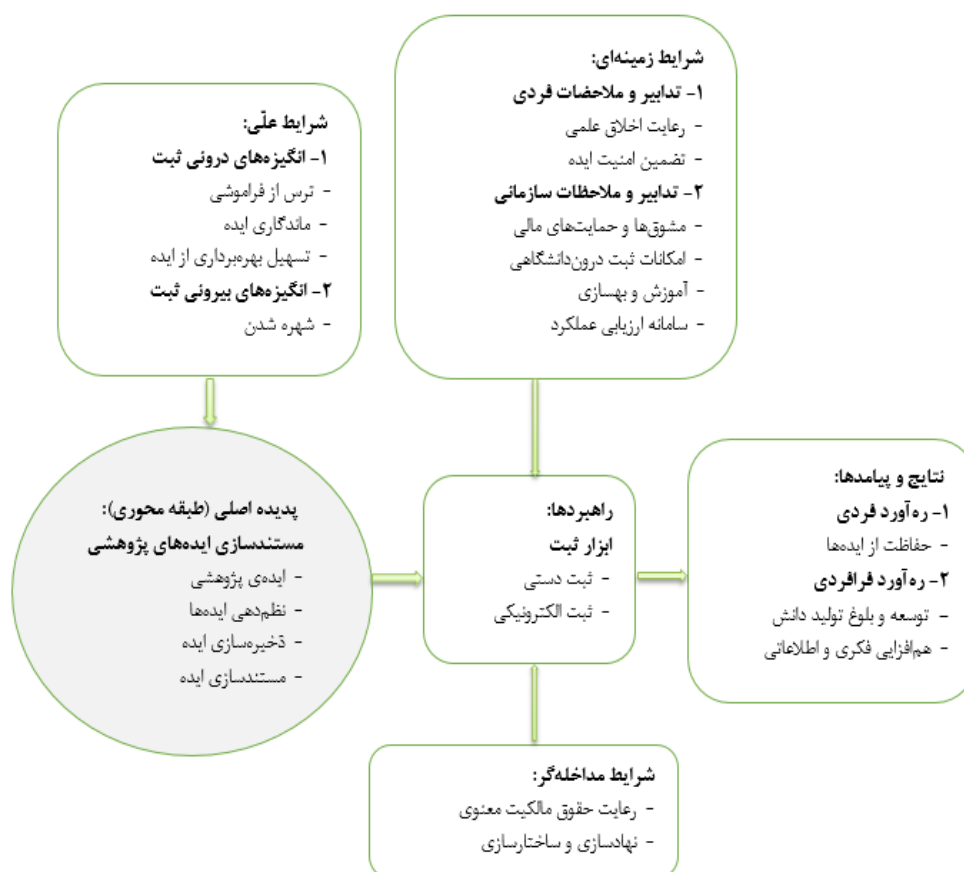 شرایط علّی:
۱- انگیزه‌های درونی ثبت
- ترس از فراموشی
- ماندگاری ایده
- تسهیل بهره‌برداری از ایده
۲- انگیزه‌های بیرونی ثبت
- شهره شدن
شرایط زمینه‌ای:
۱- تدابیر و ملاحضات فردی
- رعایت اخلاق علمی
- تضمین امنیت ایده
۲- تدابیر و ملاحظات سازمانی
- مشوق‌ها و حمایت‌های مالی
- امکانات ثبت درون‌دانشگاهی
- آموزش و بهسازی
- سامانه ارزیابی عملکرد
پدیده اصلی (طبقه محوری):
مستندسازی ایده‌های پژوهشی
- ایده‌ی پژوهشی
- نظم‌دهی ایده‌ها
- ذخیره‌سازی ایده
- مستندسازی ایده
راهبردها:
ابزار ثبت
- ثبت دستی
- ثبت الکترونیکی
نتایج و پیامدها:
۱- ره‌آورد فردی
- حفاظت از ایده‌ها
۲- ره‌آورد فرافردی
- توسعه و بلوغ تولید دانش
- هم‌افزایی فکری و اطلاعاتی
شرایط مداخله‌گر:
- رعایت حقوق مالکیت معنوی
- نهادسازی و ساختارسازی